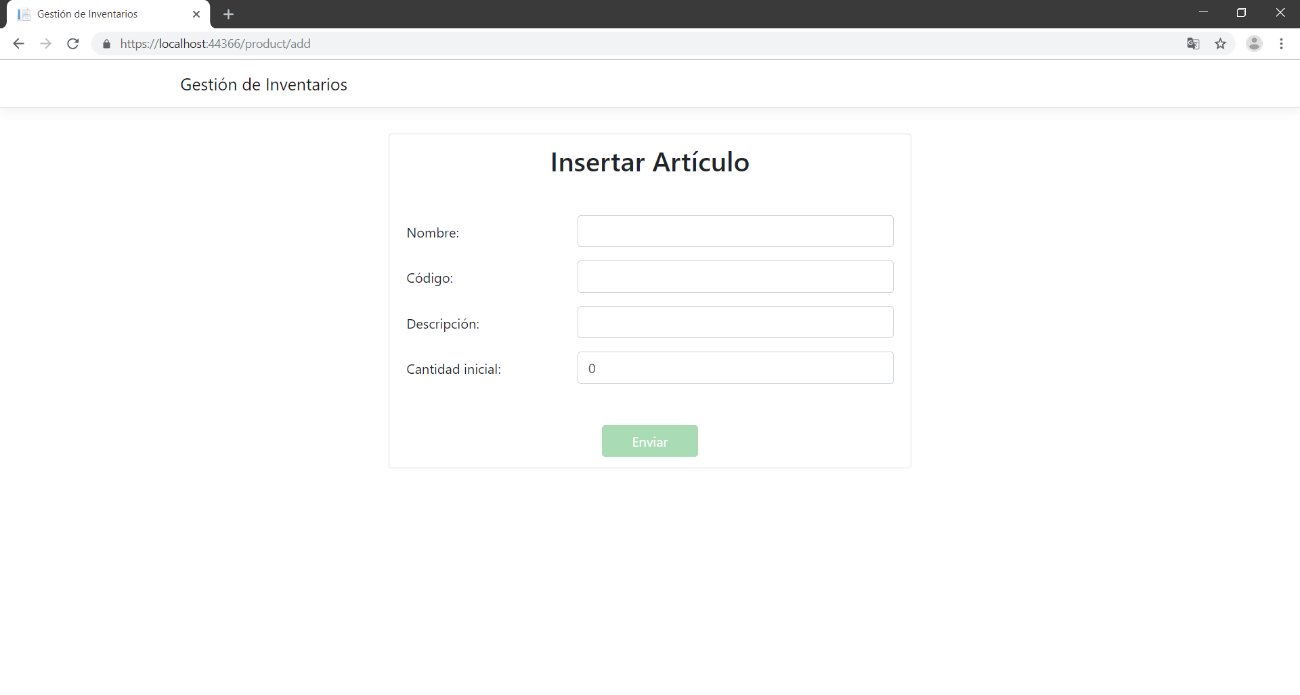 Gestión de Inventarios
https://localhost:44366/product/add
Gestión de Inventarios
Insertar Artículo
Nombre:
Código:
Descripción:
Cantidad inicial: 0
Enviar